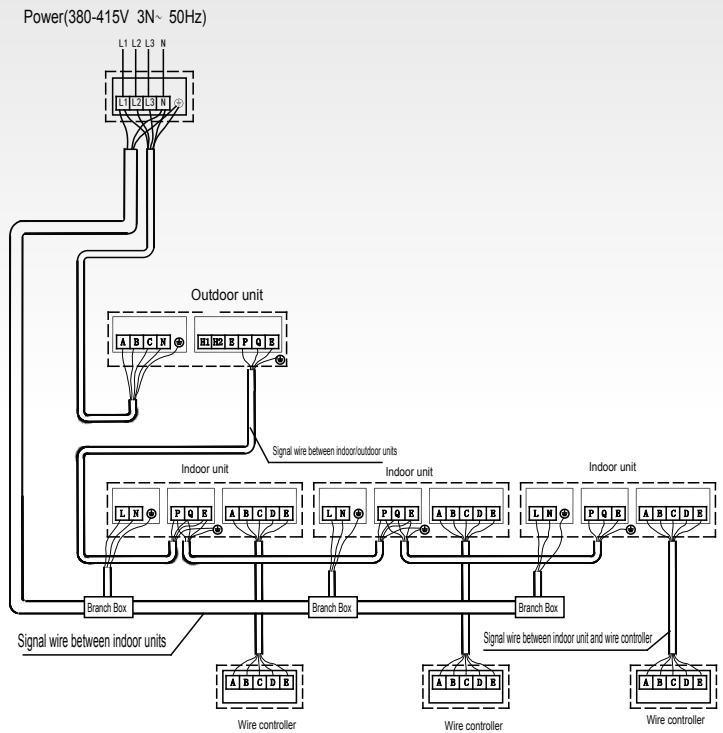 Power(380-415V 3N~ 50Hz)
L1 L2 L3 N
L1 L2 L3 N
Outdoor unit
A B C N
H1 H2 E P Q E
Signal wire between indoor/outdoor units
Indoor unit
Indoor unit
Indoor unit
L N
P Q E
A B C D E
L N
P Q E
A B C D E
L N
P Q E
A B C D E
Branch Box
Branch Box
Branch Box
Signal wire between indoor units
Signal wire between indoor unit and wire controller
A B C D E
A B C D E
A B C D E
Wire controller
Wire controller
Wire controller